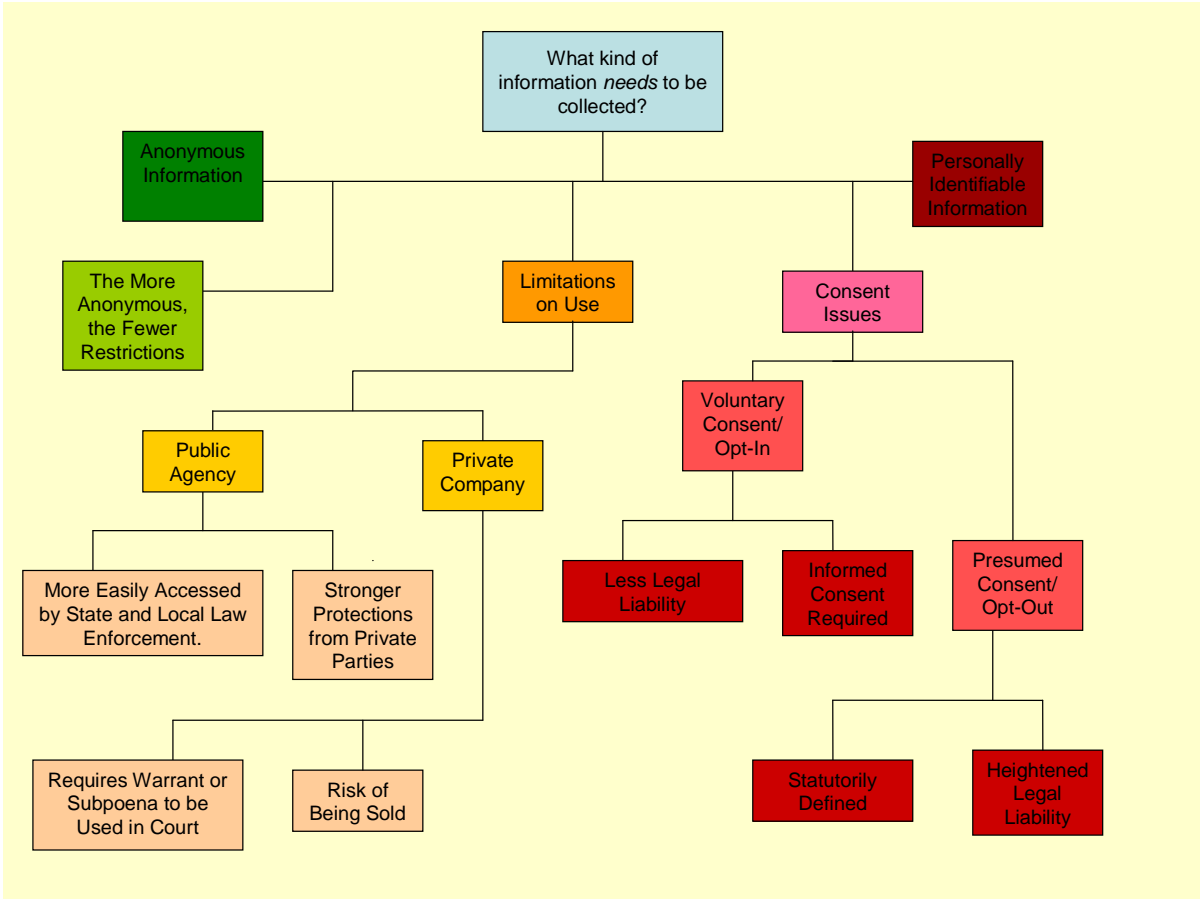 What kind of
information needs to be
collected?
Anonymous
Information
Personally
Identifiable
Information
The More
Anonymous,
the Fewer
Restrictions
Limitations
on Use
Consent
Issues
Public
Agency
Private
Company
Voluntary
Consent/
Opt-In
More Easily Accessed
by State and Local Law
Enforcement.
Stronger
Protections
from Private
Parties
Less Legal
Liability
Informed
Consent
Required
Presumed
Consent/
Opt-Out
Requires Warrant or
Subpoena to be
Used in Court
Risk of
Being Sold
Statutorily
Defined
Heightened
Legal
Liability